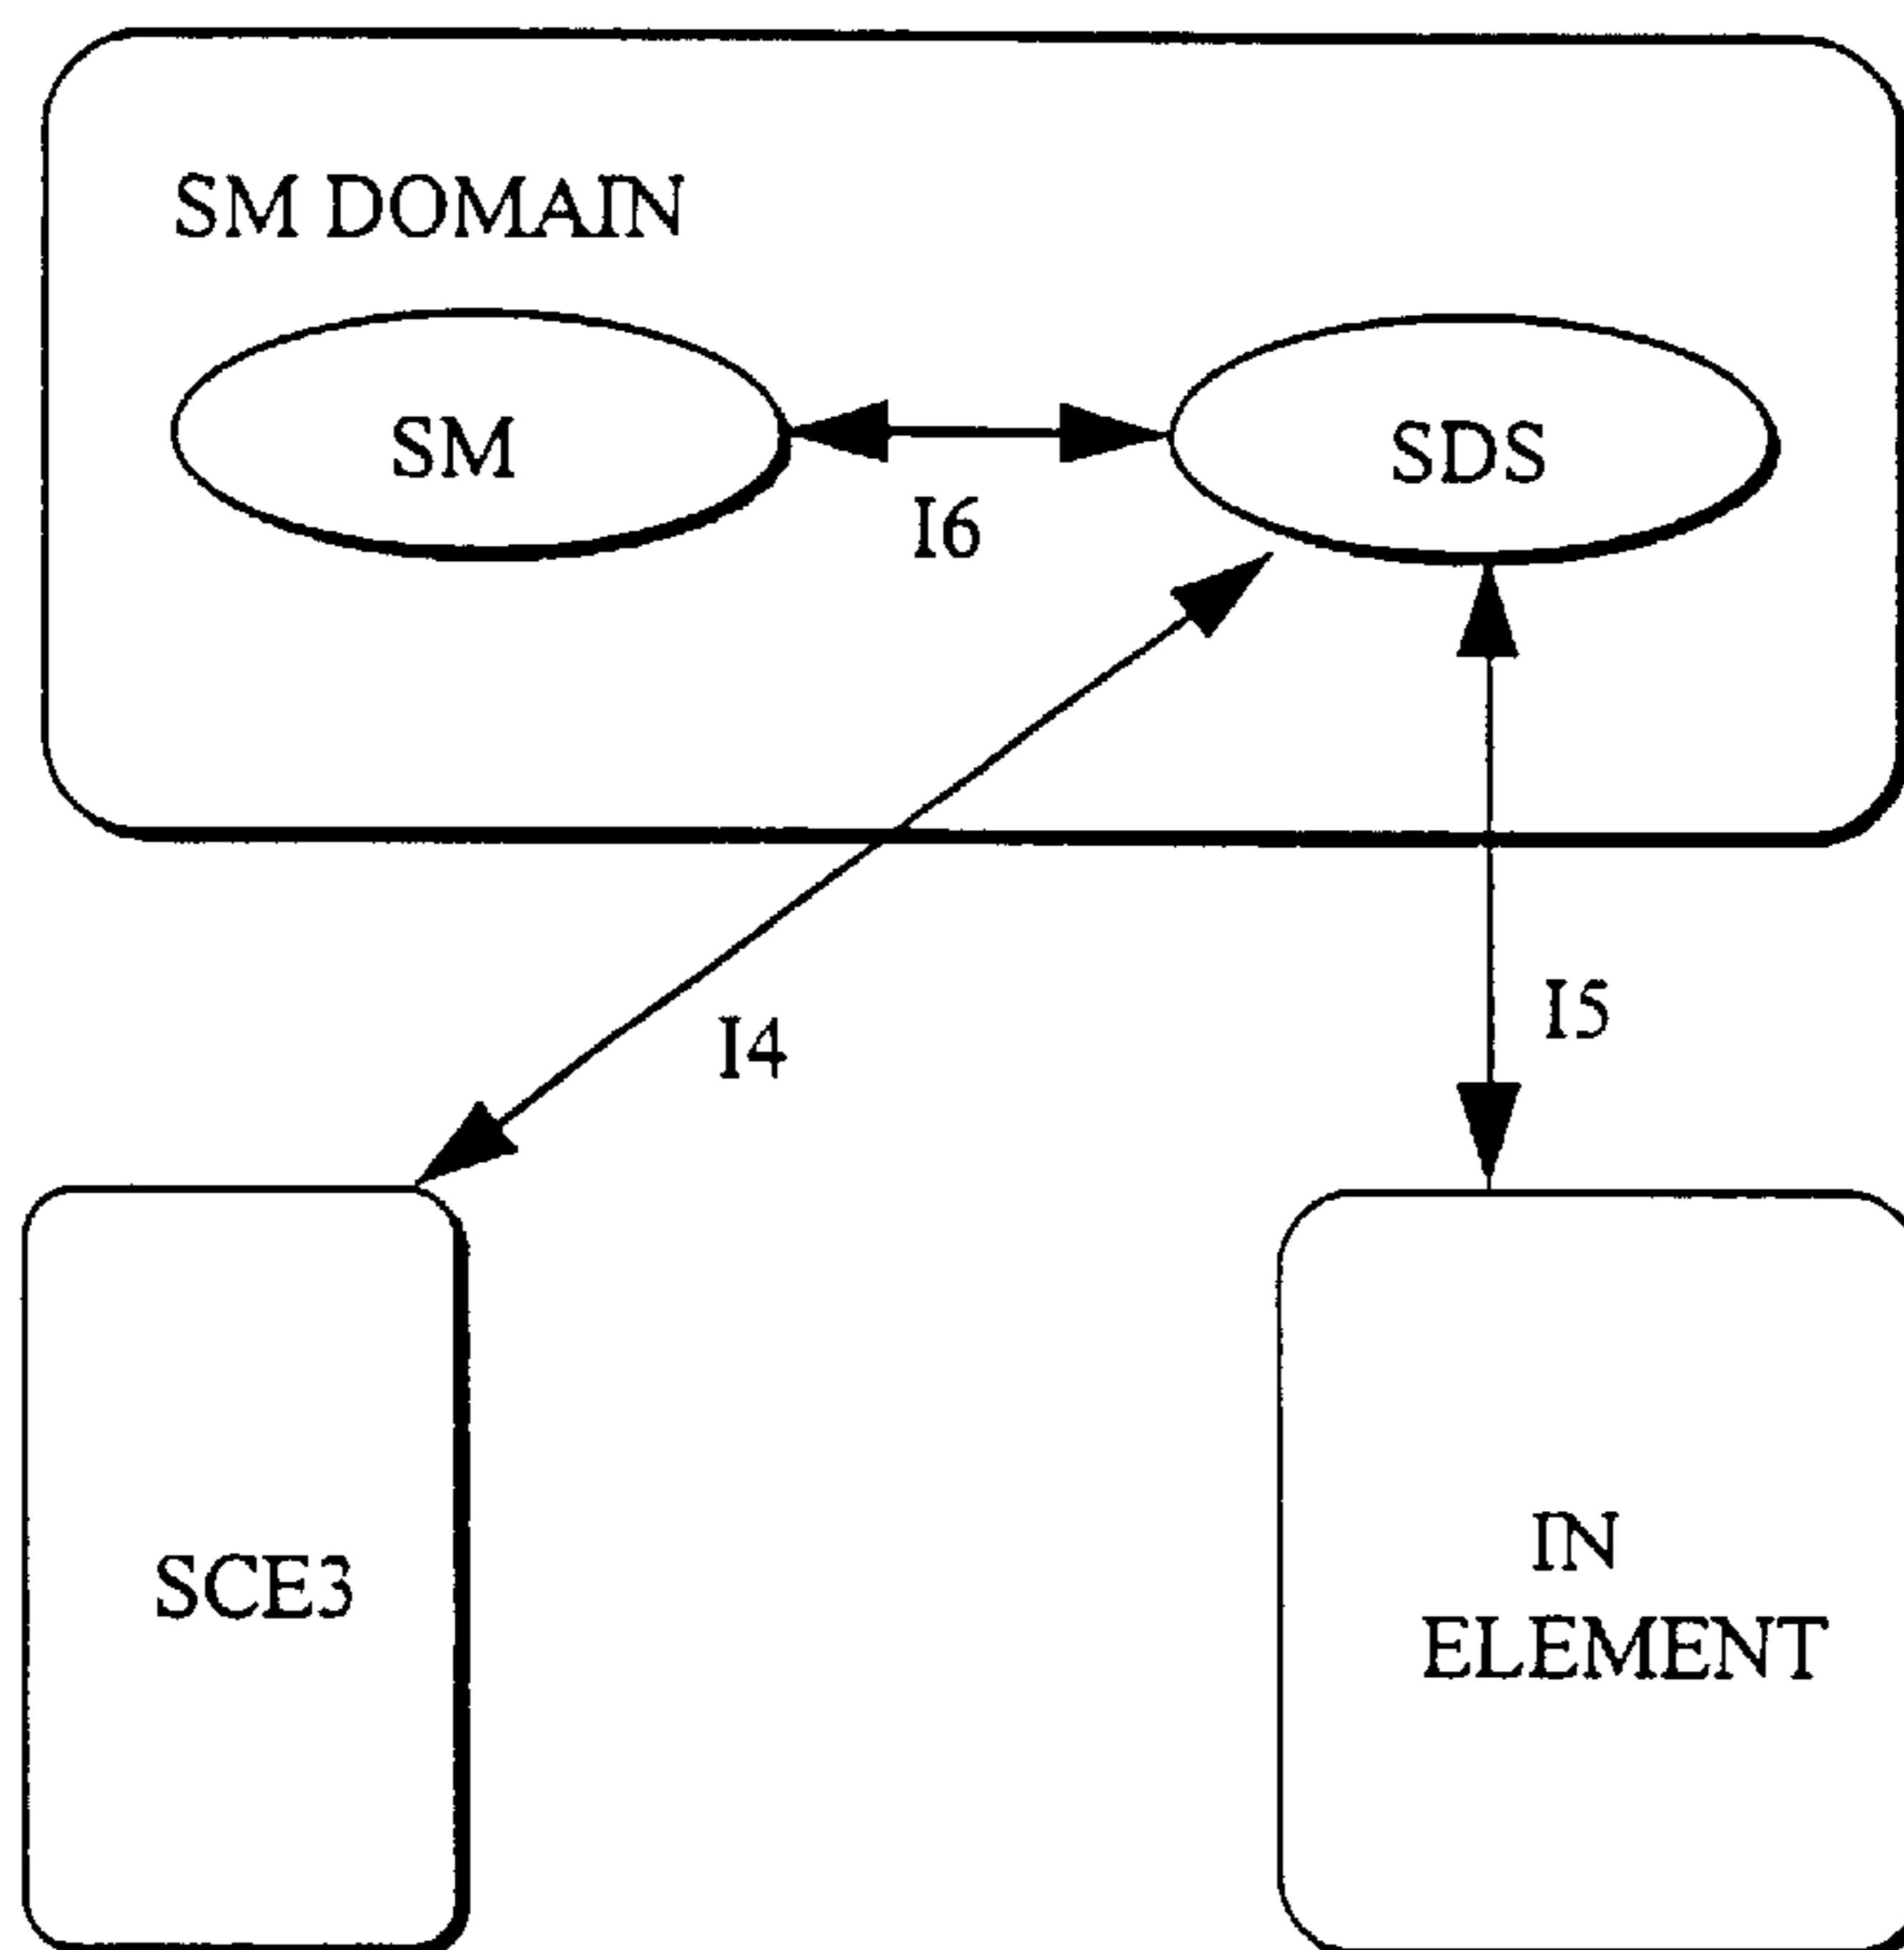 SM DOMAIN
SM
SDS
I6
I4
I5
SCE3
IN
ELEMENT